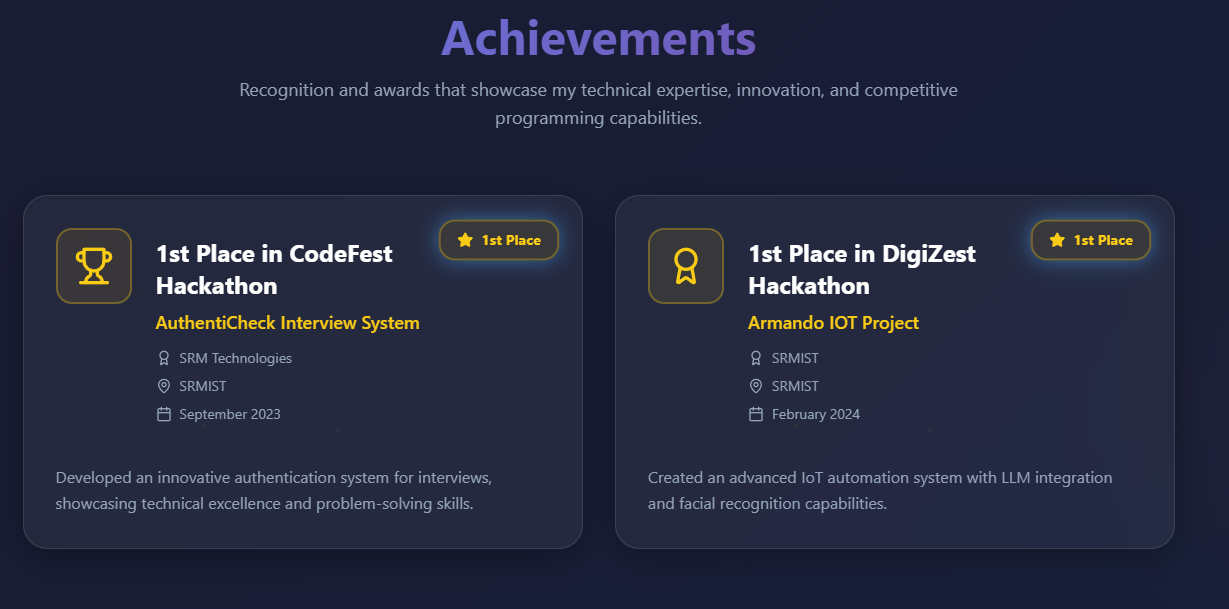 Achievements
Recognition and awards that showcase my technical expertise, innovation, and competitive
programming capabilities.
1st Place in CodeFest
Hackathon
1st Place
AuthentiCheck Interview System
SRM Technologies
SRMIST
September 2023
Developed an innovative authentication system for interviews,
showcasing technical excellence and problem-solving skills.
1st Place in DigiZest
Hackathon
1st Place
Armando IOT Project
SRMIST
SRMIST
February 2024
Created an advanced IoT automation system with LLM integration
and facial recognition capabilities.